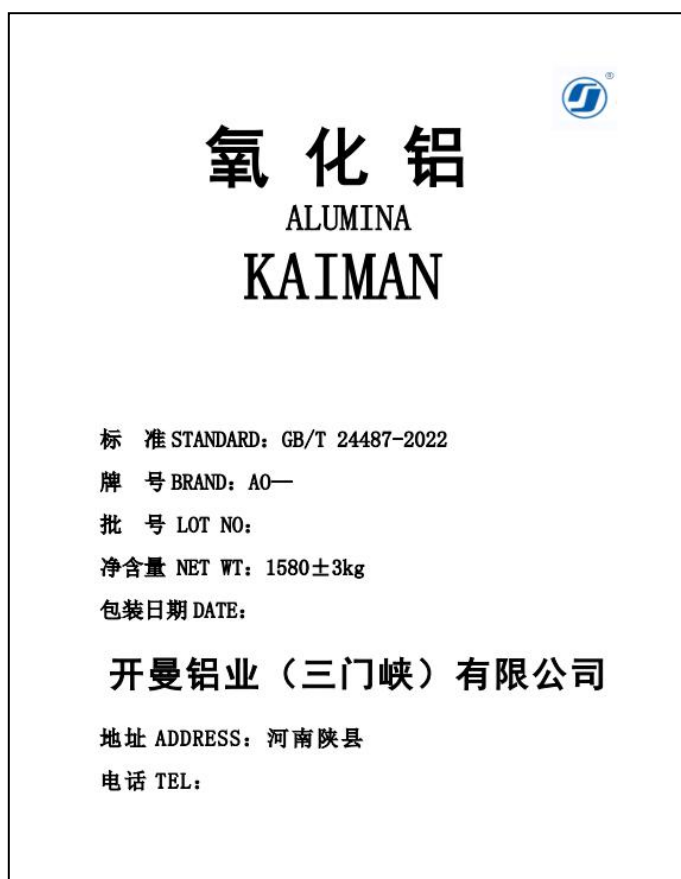 ®
氧化铝
ALUMINA
KAIMAN
标 准 STANDARD: GB/T 24487-2022
牌 号 BRAND: AO—
批 号 LOT NO:
净含量 NET WT: 1580±3kg
包装日期 DATE:
开曼铝业（三门峡）有限公司
地址 ADDRESS: 河南陕县
电话 TEL: